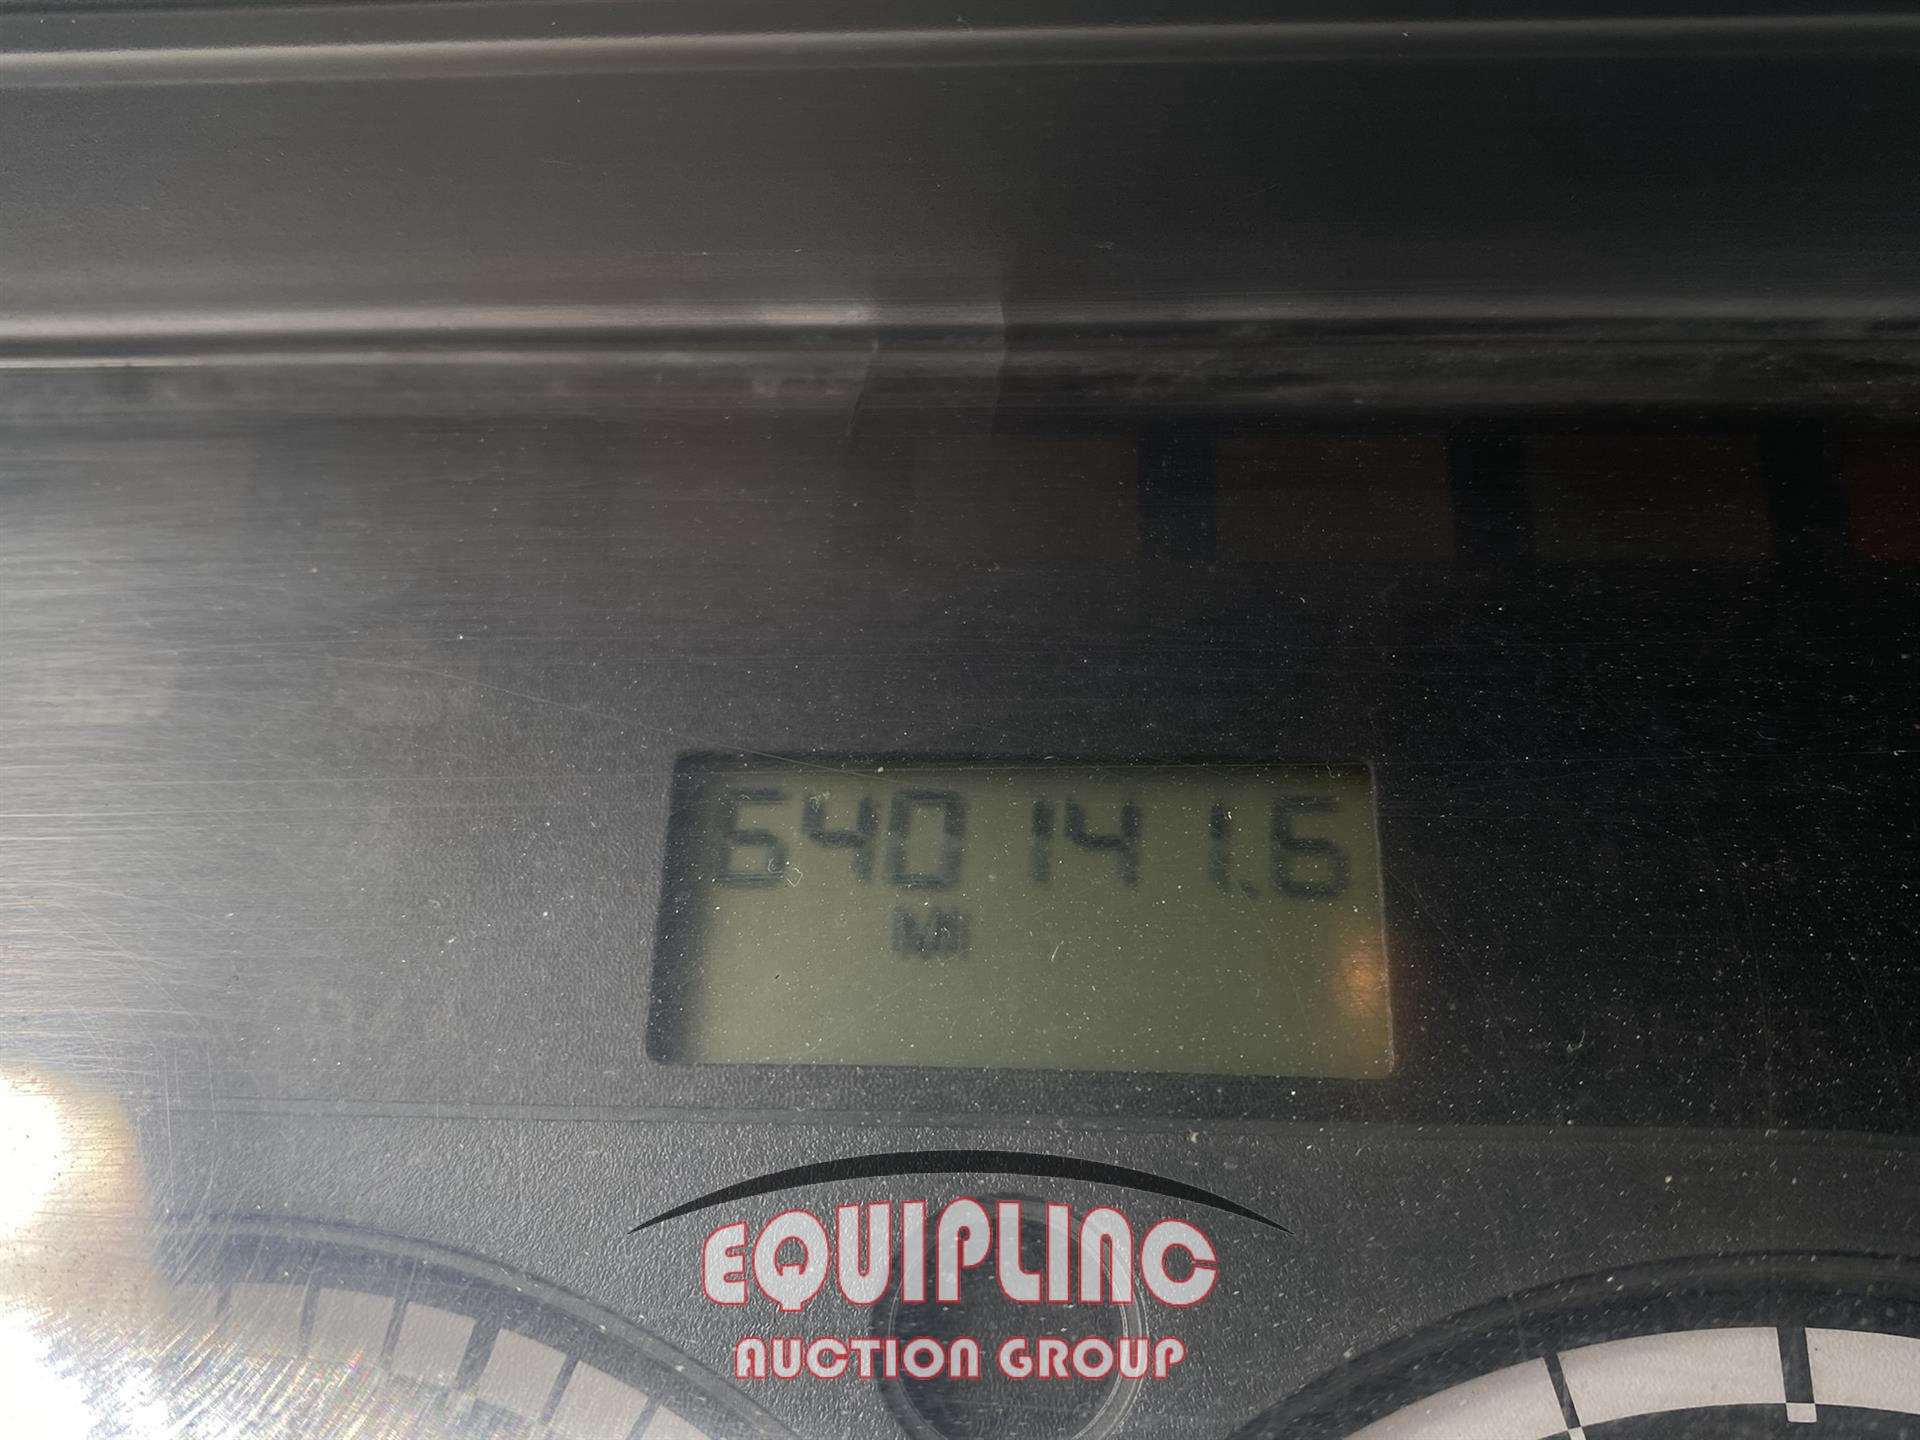 640141.6
MI
EQUIPLINC
AUCTION GROUP